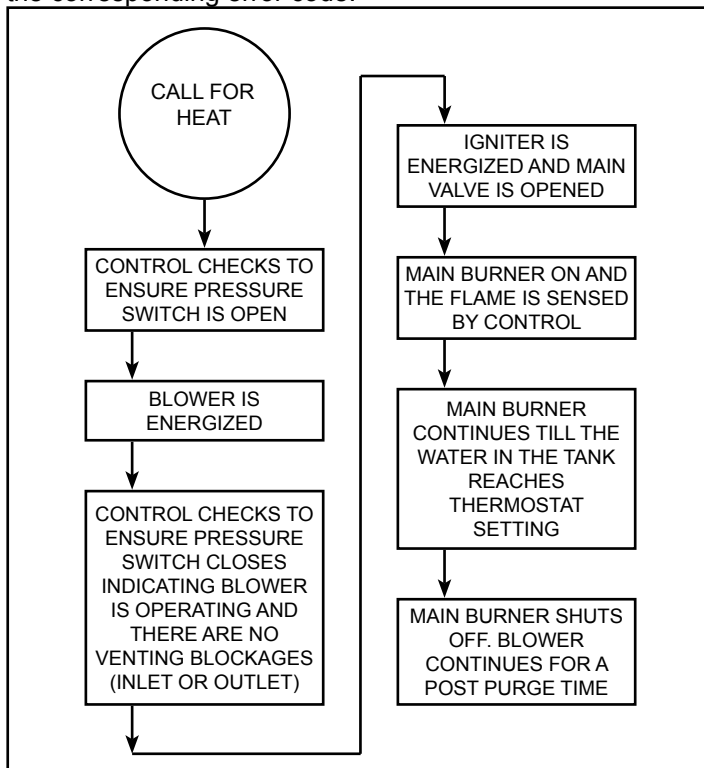 the corresponding error code.
CALL FOR
HEAT
CONTROL CHECKS TO
ENSURE PRESSURE
SWITCH IS OPEN
BLOWER IS
ENERGIZED
CONTROL CHECKS TO
ENSURE PRESSURE
SWITCH CLOSES
INDICATING BLOWER
IS OPERATING AND
THERE ARE NO
VENTING BLOCKAGES
(INLET OR OUTLET)
IGNITER IS
ENERGIZED AND MAIN
VALVE IS OPENED
MAIN BURNER ON AND
THE FLAME IS SENSED
BY CONTROL
MAIN BURNER
CONTINUES TILL THE
WATER IN THE TANK
REACHES
THERMOSTAT
SETTING
MAIN BURNER SHUTS
OFF. BLOWER
CONTINUES FOR A
POST PURGE TIME